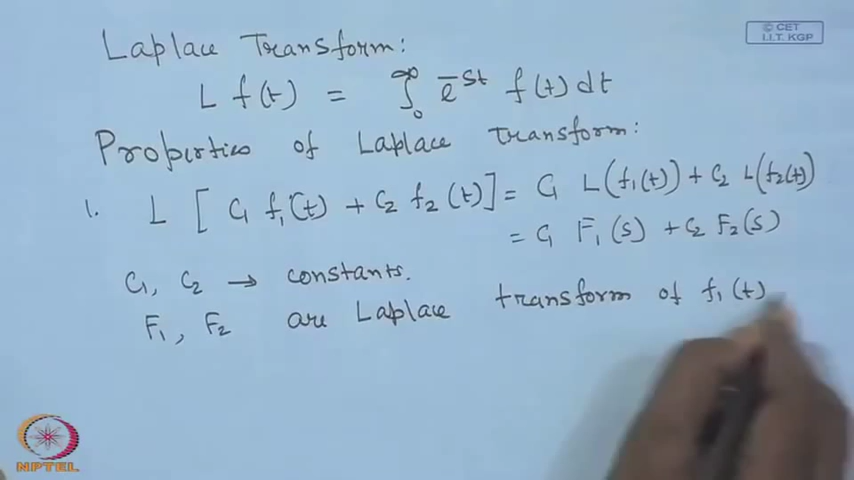 © CET
I.I.T. KGP
Laplace Transform:
L f(t) = ∫₀^∞ e^{-st} f(t) dt
Properties of Laplace transform:
1. L [ C₁ f₁(t) + C₂ f₂(t) ] = C₁ L(f₁(t)) + C₂ L(f₂(t))
= C₁ F₁(s) + C₂ F₂(s)
C₁, C₂ → constants.
F₁, F₂ are Laplace transform of f₁(t)
NPTEL